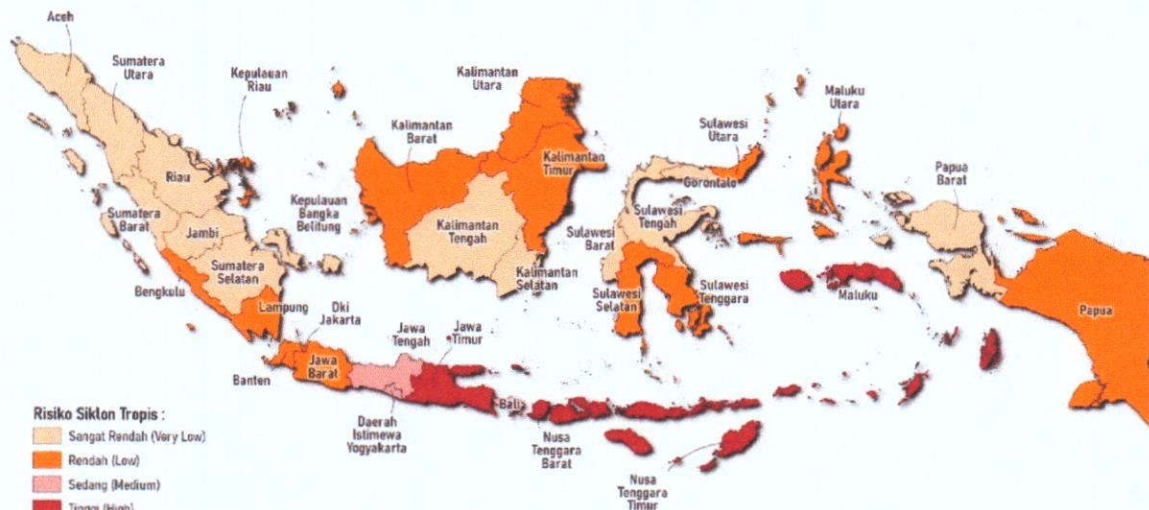 Aceh
Sumatera
Utara
Kepulauan
Riau
Kalimantan
Utara
Kalimantan
Barat
Kalimantan
Timur
Sulawesi
Utara
Maluku
Utara
Papua
Barat
Riau
Gorontalo
Sumatera
Barat
Jambi
Kepulauan
Bangka
Belitung
Kalimantan
Tengah
Sulawesi
Tengah
Sulawesi
Barat
Sumatera
Selatan
Kalimantan
Selatan
Bengkulu
Lampung
Sulawesi
Selatan
Sulawesi
Tenggara
Maluku
Papua
Dki
Jakarta
Jawa
Tengah
Jawa
Timur
Jawa
Barat
Banten
Bali
Daerah
Istimewa
Yogyakarta
Nusa
Tenggara
Barat
Nusa
Tenggara
Timur
Risiko Siklon Tropis :
Sangat Rendah (Very Low)
Rendah (Low)
Sedang (Medium)
Tinggi (High)